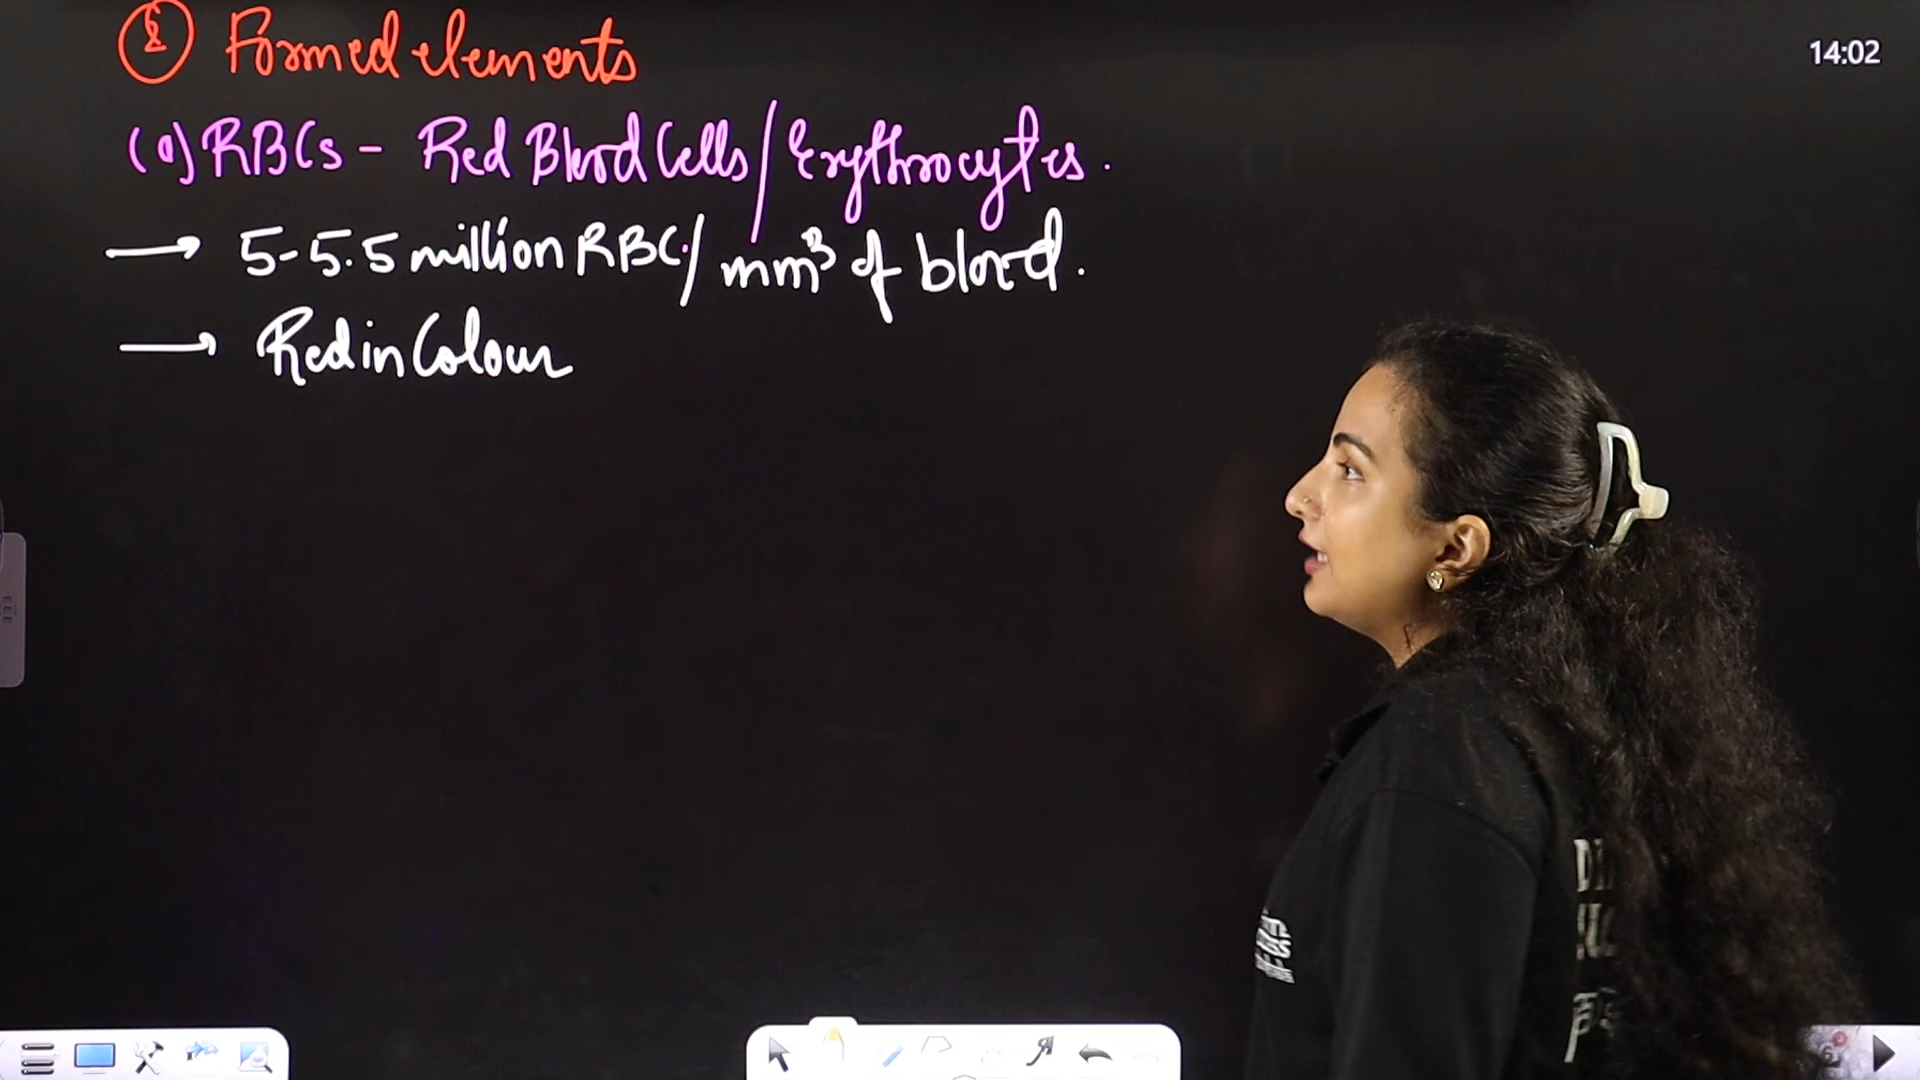 ② Formed elements
14:02
(a) RBCs - Red Blood Cells/Erythrocytes.
→ 5-5.5 million RBC/mm³ of blood.
→ Red in Colour